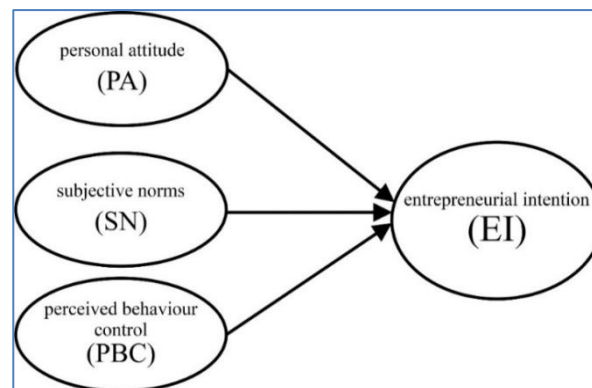 personal attitude
(PA)
subjective norms
(SN)
perceived behaviour
control
(PBC)
entrepreneurial intention
(EI)